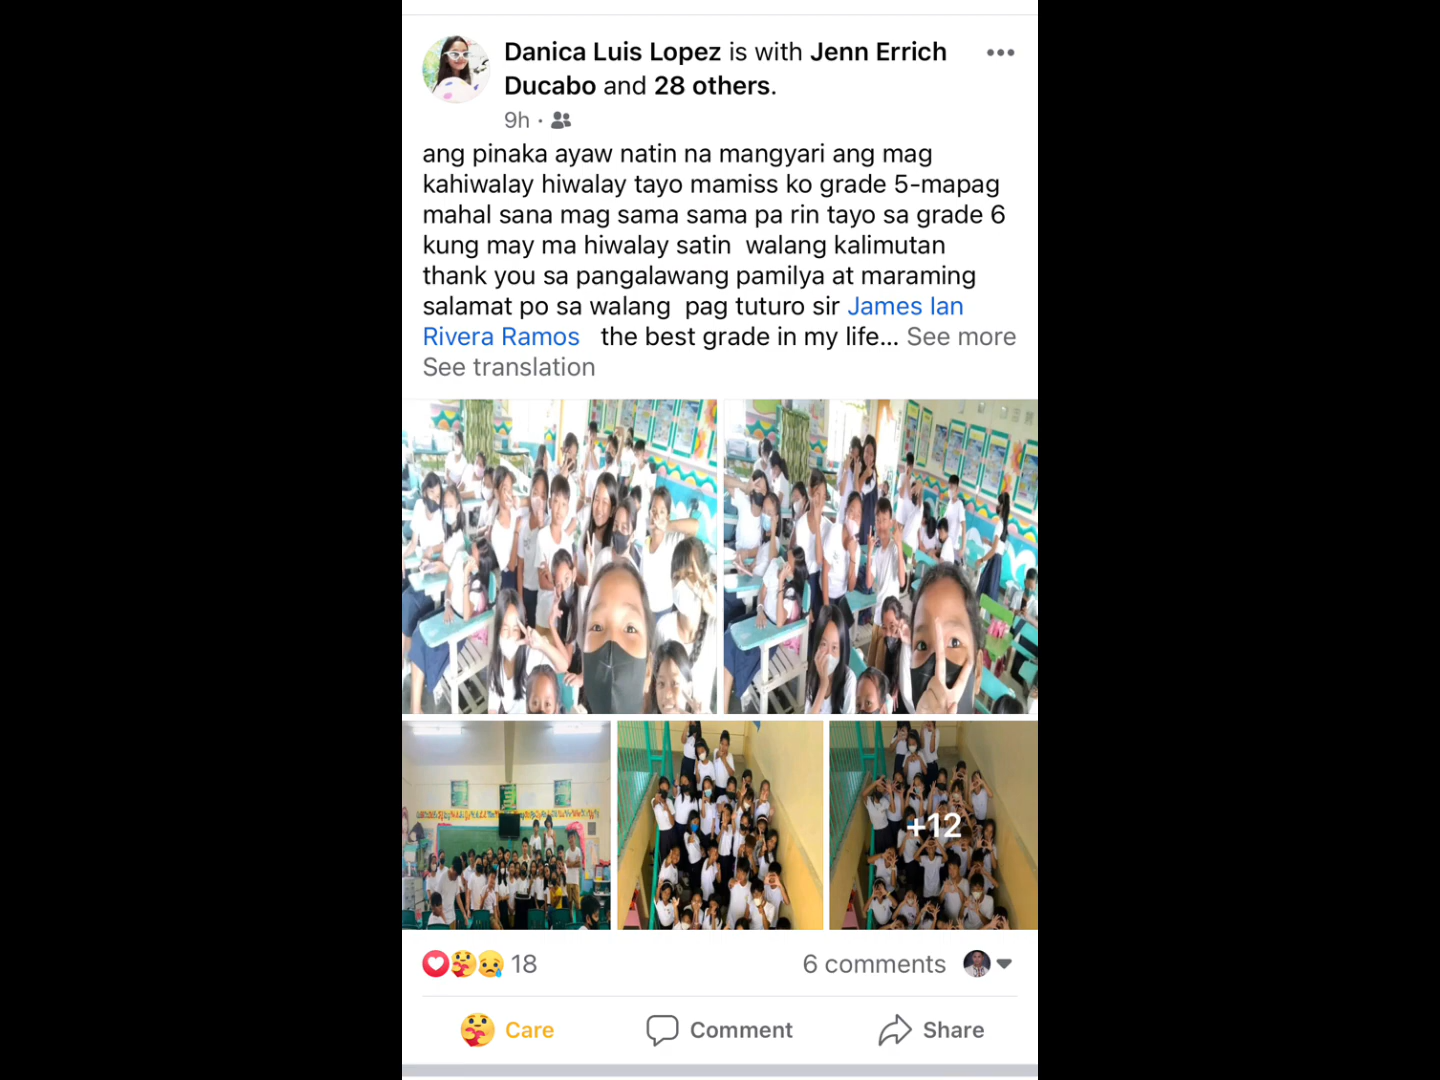 Danica Luis Lopez is with Jenn Errich
Ducabo and 28 others.
9h ·
ang pinaka ayaw natin na mangyari ang mag
kahiwalay hiwalay tayo mamiss ko grade 5-mapag
mahal sana mag sama sama pa rin tayo sa grade 6
kung may ma hiwalay satin  walang kalimutan
thank you sa pangalawang pamilya at maraming
salamat po sa walang  pag tuturo sir James Ian
Rivera Ramos   the best grade in my life... See more
See translation
+12
18
6 comments
Care
Comment
Share